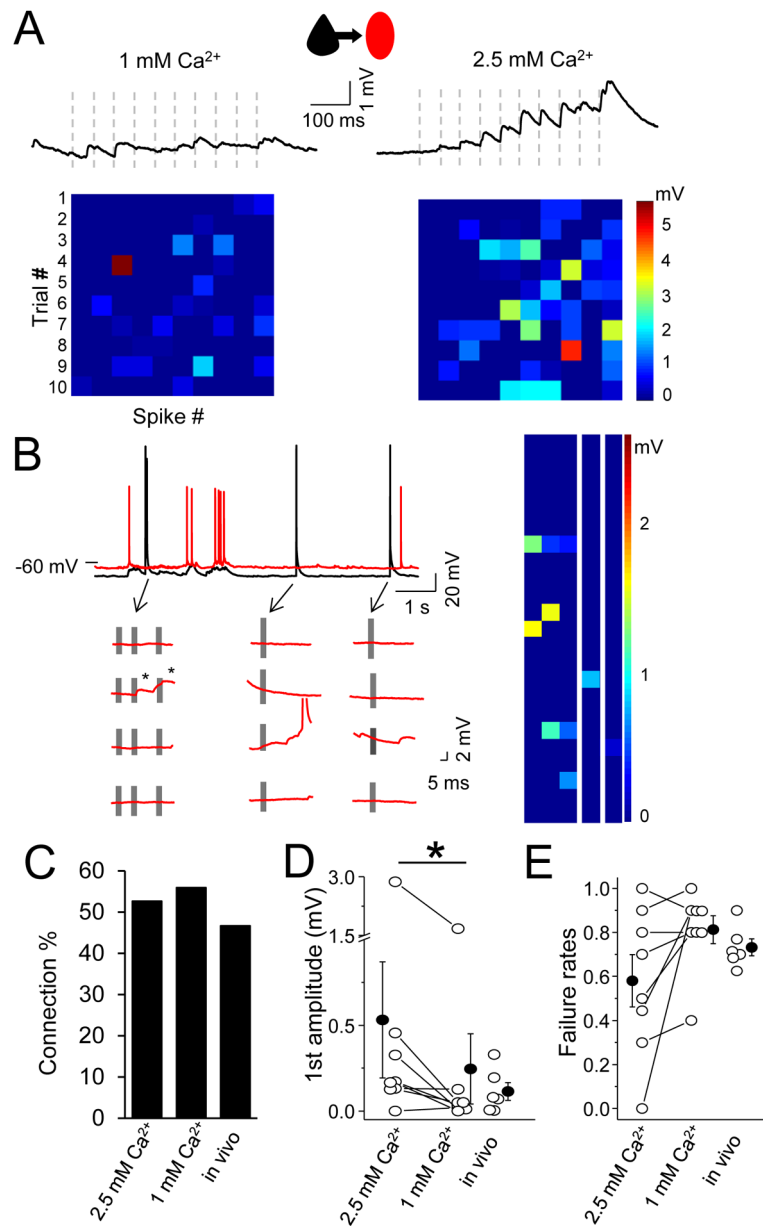 A
1 mM Ca²⁺
2.5 mM Ca²⁺
1 mV
100 ms
mV
Trial #
1
2
3
4
5
6
7
8
9
10
5
4
3
2
1
0
Spike #
B
-60 mV
20 mV
1 s
* *
2 mV
5 ms
mV
2
1
0
C
Connection %
60
50
40
30
20
10
0
2.5 mM Ca²⁺
1 mM Ca²⁺
in vivo
D
*
1st amplitude (mV)
3.0
1.5
0.5
0.0
2.5 mM Ca²⁺
1 mM Ca²⁺
in vivo
E
Failure rates
1.0
0.8
0.6
0.4
0.2
0.0
2.5 mM Ca²⁺
1 mM Ca²⁺
in vivo